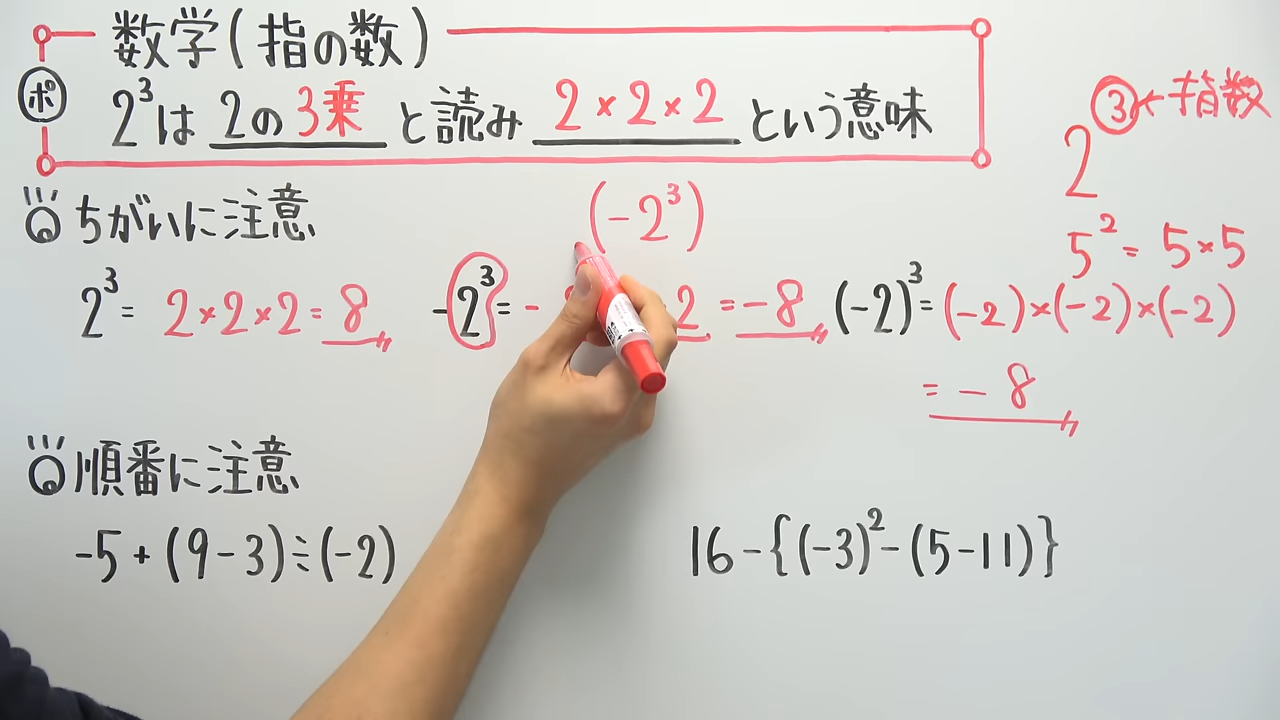 数学(指の数)
ポ 2³は 2の3乗 と読み 2×2×2 という意味
2③←指数
5² = 5×5
ちがいに注意
(-2³)
2³= 2×2×2=8
-2³= - 2 = -8
(-2)³= (-2)×(-2)×(-2)
= -8
順番に注意
-5+(9-3)÷(-2)
16-{(-3)²-(5-11)}